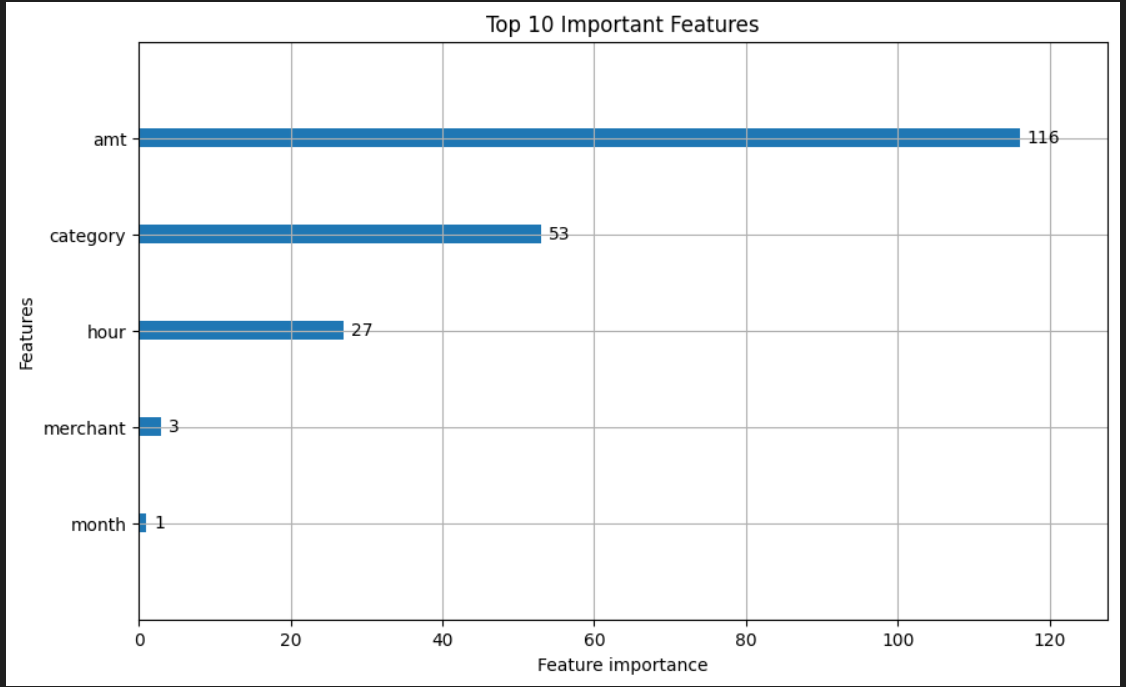 Top 10 Important Features
Features
amt
116
category
53
hour
27
merchant
3
month
1
0 20 40 60 80 100 120
Feature importance